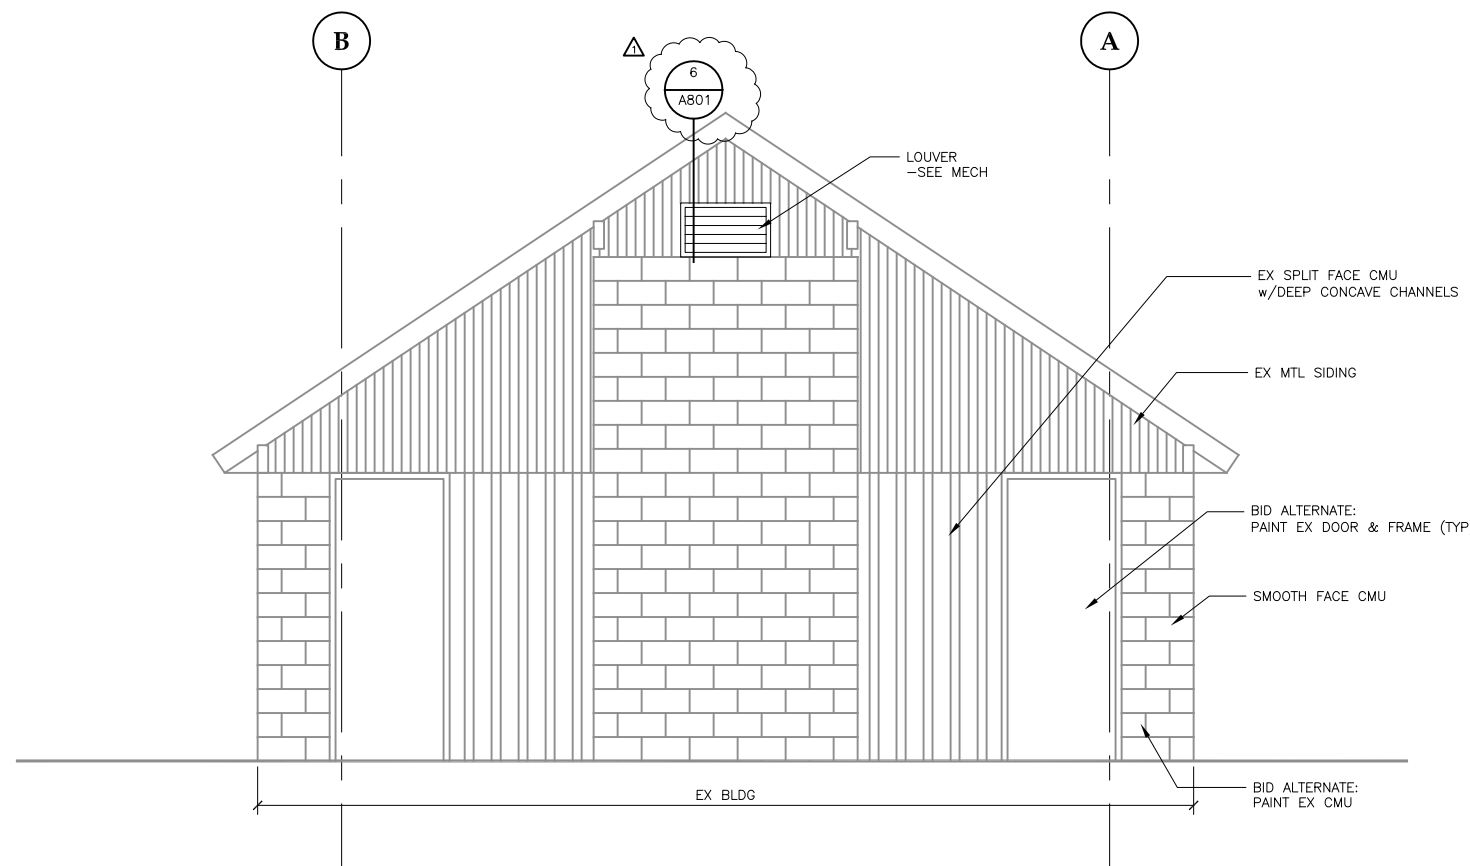 B
A
1
6
A801
LOUVER
-SEE MECH
EX SPLIT FACE CMU
w/DEEP CONCAVE CHANNELS
EX MTL SIDING
BID ALTERNATE:
PAINT EX DOOR & FRAME (TYP
SMOOTH FACE CMU
BID ALTERNATE:
PAINT EX CMU
EX BLDG